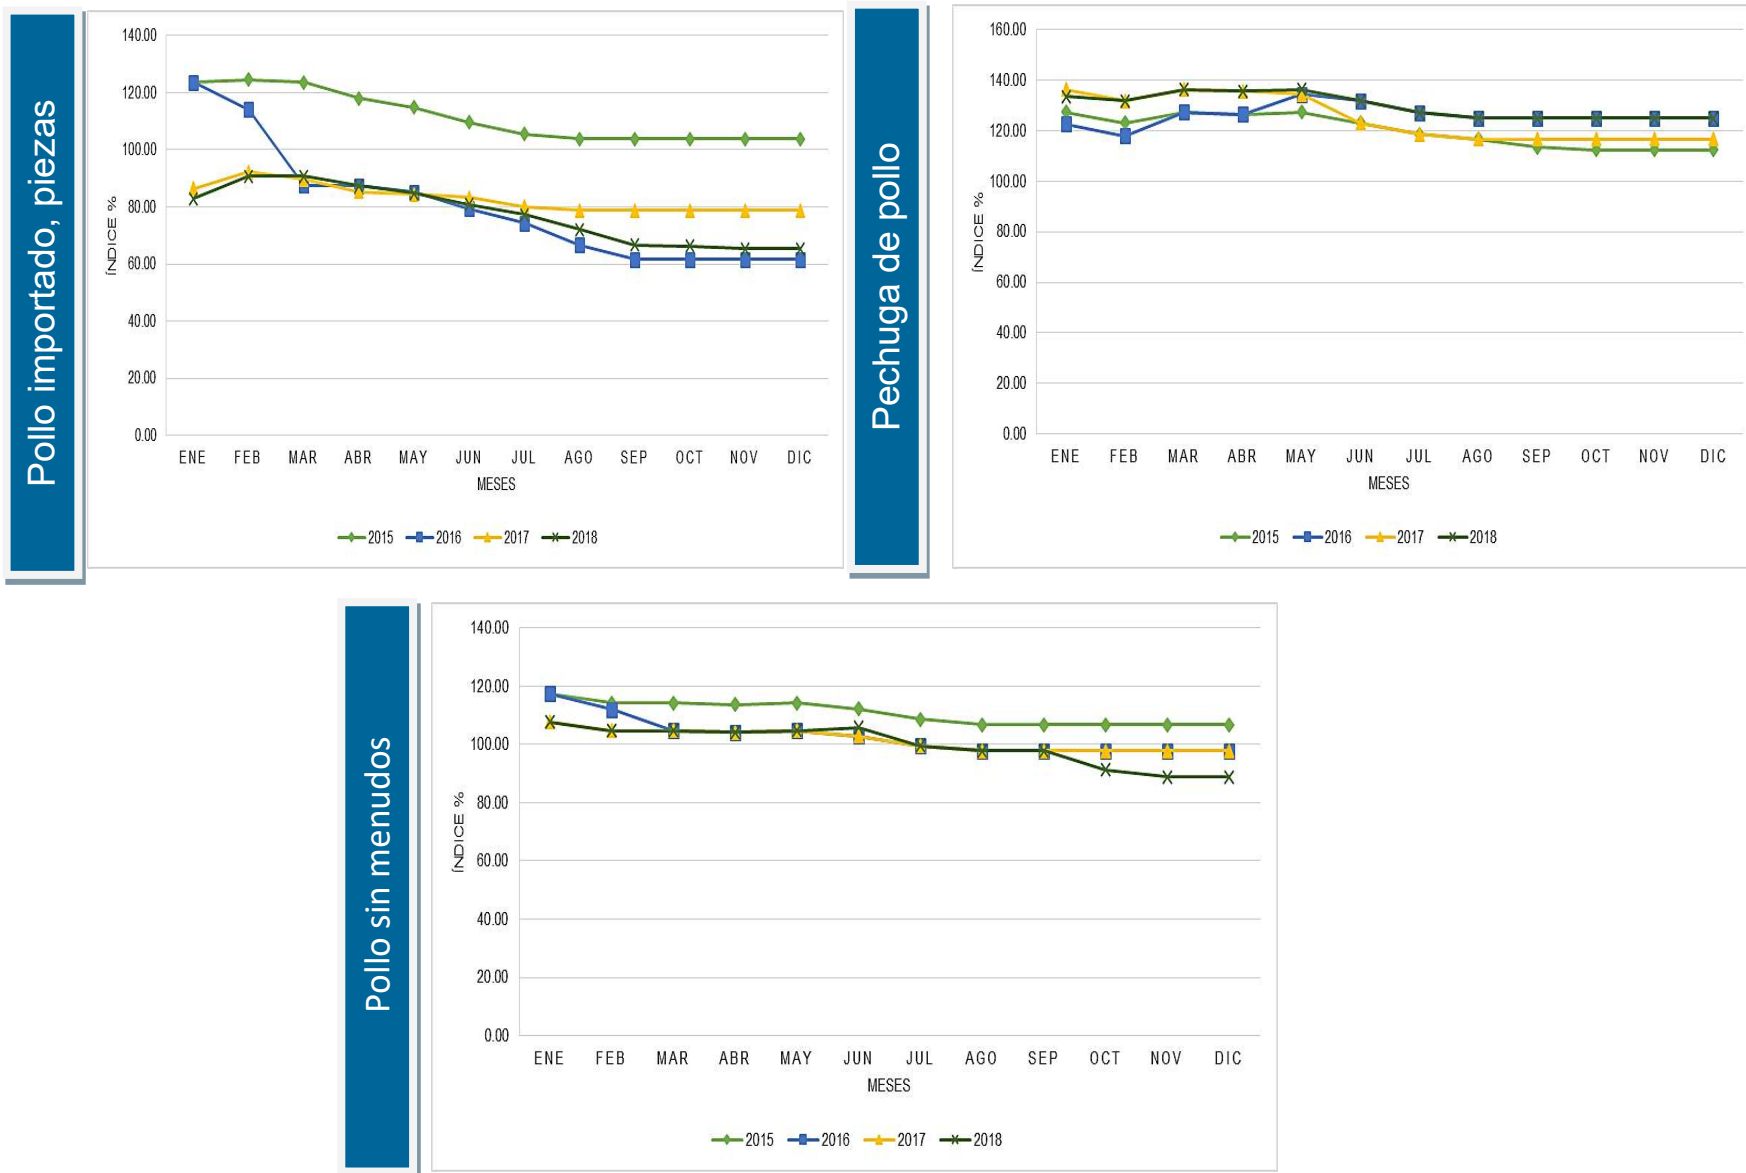 Pollo importado, piezas
140.00
120.00
100.00
80.00
60.00
40.00
20.00
0.00
ÍNDICE %
ENE FEB MAR ABR MAY JUN JUL AGO SEP OCT NOV DIC
MESES
2015 2016 2017 2018
Pechuga de pollo
160.00
140.00
120.00
100.00
80.00
60.00
40.00
20.00
0.00
ÍNDICE %
ENE FEB MAR ABR MAY JUN JUL AGO SEP OCT NOV DIC
MESES
2015 2016 2017 2018
Pollo sin menudos
140.00
120.00
100.00
80.00
60.00
40.00
20.00
0.00
ÍNDICE %
ENE FEB MAR ABR MAY JUN JUL AGO SEP OCT NOV DIC
MESES
2015 2016 2017 2018